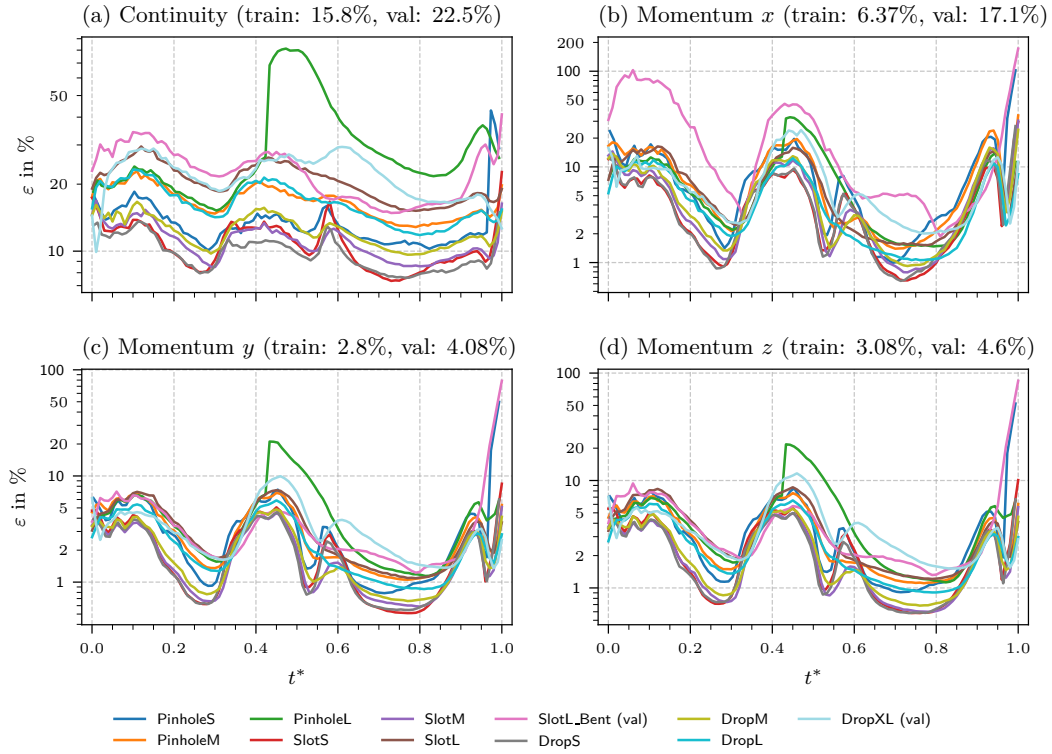 (a) Continuity (train: 15.8%, val: 22.5%)
(b) Momentum x (train: 6.37%, val: 17.1%)
ε in %
50
20
10
200
100
50
20
10
5
2
1
(c) Momentum y (train: 2.8%, val: 4.08%)
(d) Momentum z (train: 3.08%, val: 4.6%)
ε in %
100
50
20
10
5
2
1
100
50
20
10
5
2
1
0.0 0.2 0.4 0.6 0.8 1.0
0.0 0.2 0.4 0.6 0.8 1.0
t*
t*
PinholeS PinholeL SlotM SlotL_Bent (val) DropM DropXL (val)
PinholeM SlotS SlotL DropS DropL